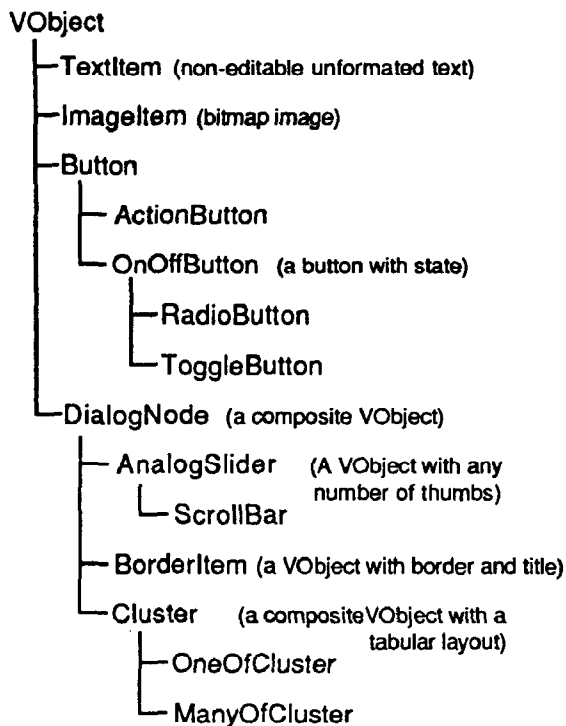 VObject
TextItem (non-editable unformated text)
ImageItem (bitmap image)
Button
ActionButton
OnOffButton (a button with state)
RadioButton
ToggleButton
DialogNode (a composite VObject)
AnalogSlider (A VObject with any
number of thumbs)
ScrollBar
BorderItem (a VObject with border and title)
Cluster (a compositeVObject with a
tabular layout)
OneOfCluster
ManyOfCluster